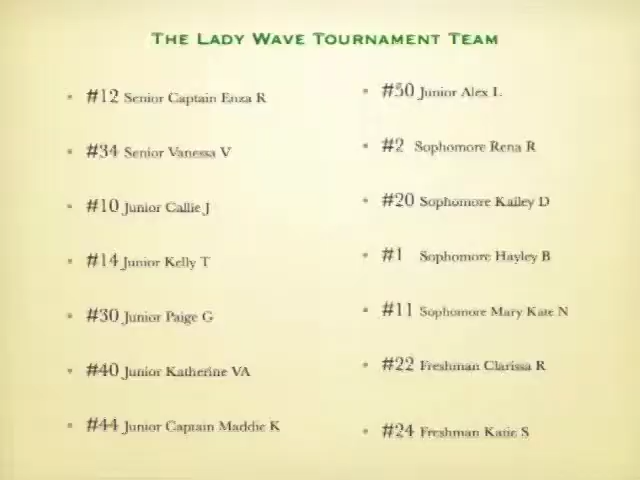 The Lady Wave Tournament Team
• #12 Senior Captain Enza R
• #34 Senior Vanessa V
• #10 Junior Callie J
• #14 Junior Kelly T
• #30 Junior Paige G
• #40 Junior Katherine VA
• #44 Junior Captain Maddie K
• #50 Junior Alex L
• #2 Sophomore Rena R
• #20 Sophomore Kailey D
• #1 Sophomore Hayley B
• #11 Sophomore Mary Kate N
• #22 Freshman Clarissa R
• #24 Freshman Katie S